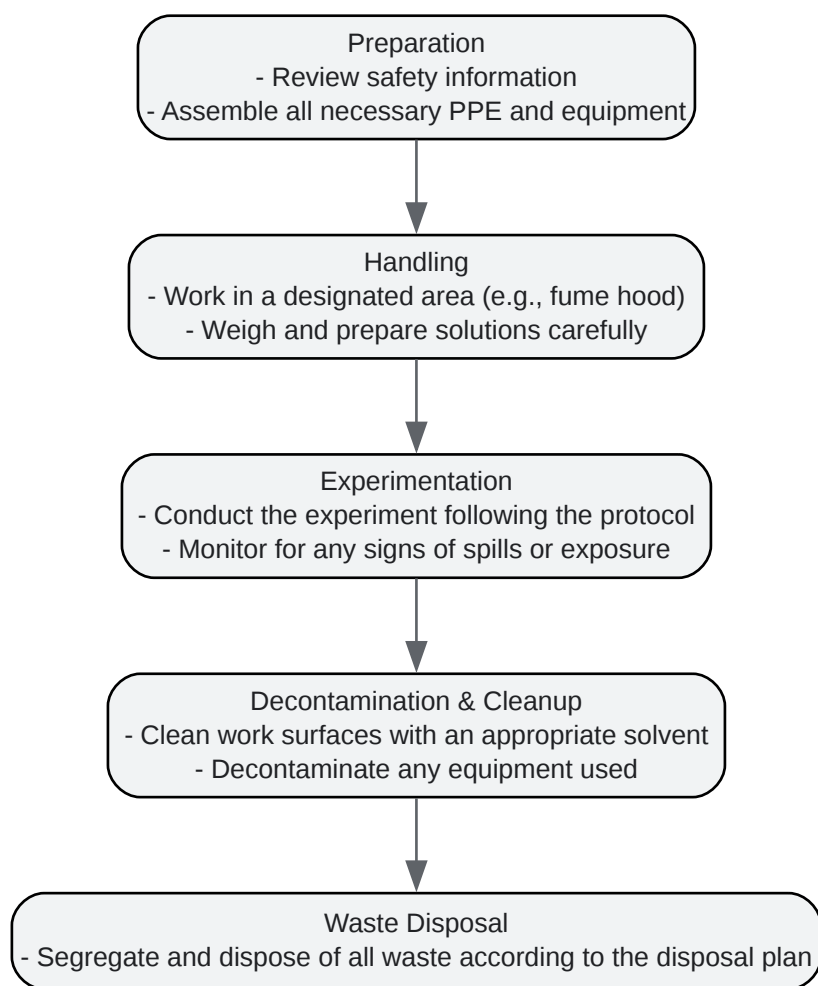 Preparation
- Review safety information
- Assemble all necessary PPE and equipment
Handling
- Work in a designated area (e.g., fume hood)
- Weigh and prepare solutions carefully
Experimentation
- Conduct the experiment following the protocol
- Monitor for any signs of spills or exposure
Decontamination & Cleanup
- Clean work surfaces with an appropriate solvent
- Decontaminate any equipment used
Waste Disposal
- Segregate and dispose of all waste according to the disposal plan